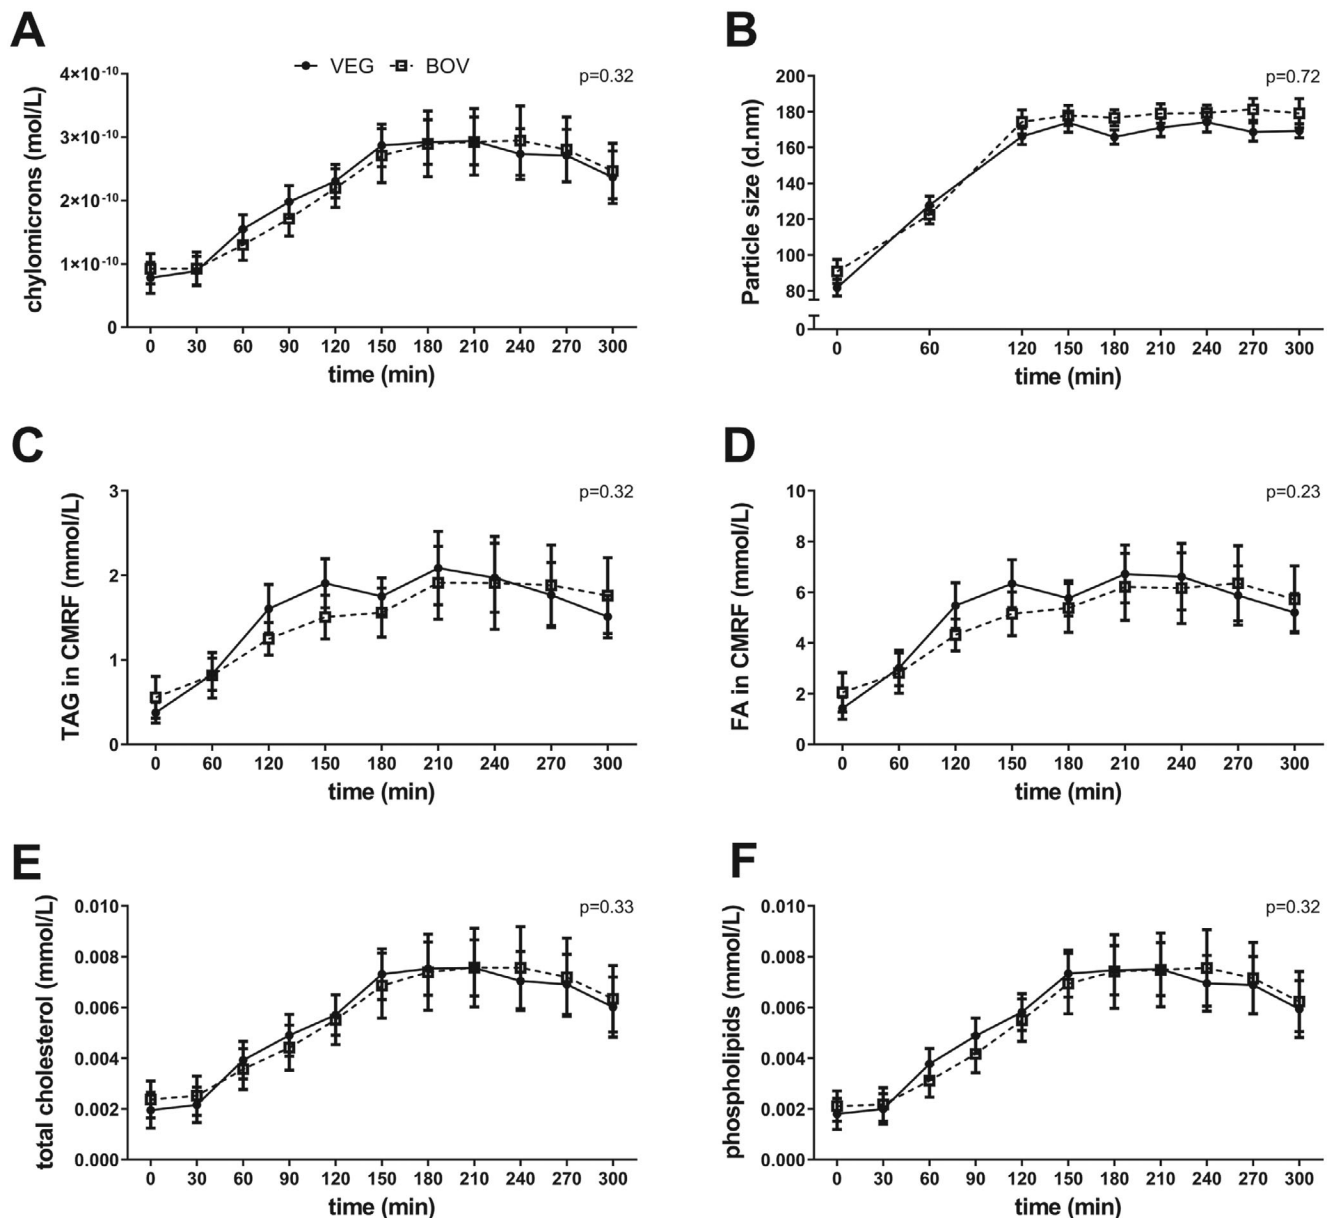 A
VEG BOV
p=0.32
chylomicrons (mol/L)
4×10⁻¹⁰
3×10⁻¹⁰
2×10⁻¹⁰
1×10⁻¹⁰
0
0 30 60 90 120 150 180 210 240 270 300
time (min)
B
p=0.72
Particle size (d.nm)
200
180
160
140
120
100
80
0
0 60 120 150 180 210 240 270 300
time (min)
C
p=0.32
TAG in CMRF (mmol/L)
3
2
1
0
0 60 120 150 180 210 240 270 300
time (min)
D
p=0.23
FA in CMRF (mmol/L)
10
8
6
4
2
0
0 60 120 150 180 210 240 270 300
time (min)
E
p=0.33
total cholesterol (mmol/L)
0.010
0.008
0.006
0.004
0.002
0.000
0 30 60 90 120 150 180 210 240 270 300
time (min)
F
p=0.32
phospholipids (mmol/L)
0.010
0.008
0.006
0.004
0.002
0.000
0 30 60 90 120 150 180 210 240 270 300
time (min)